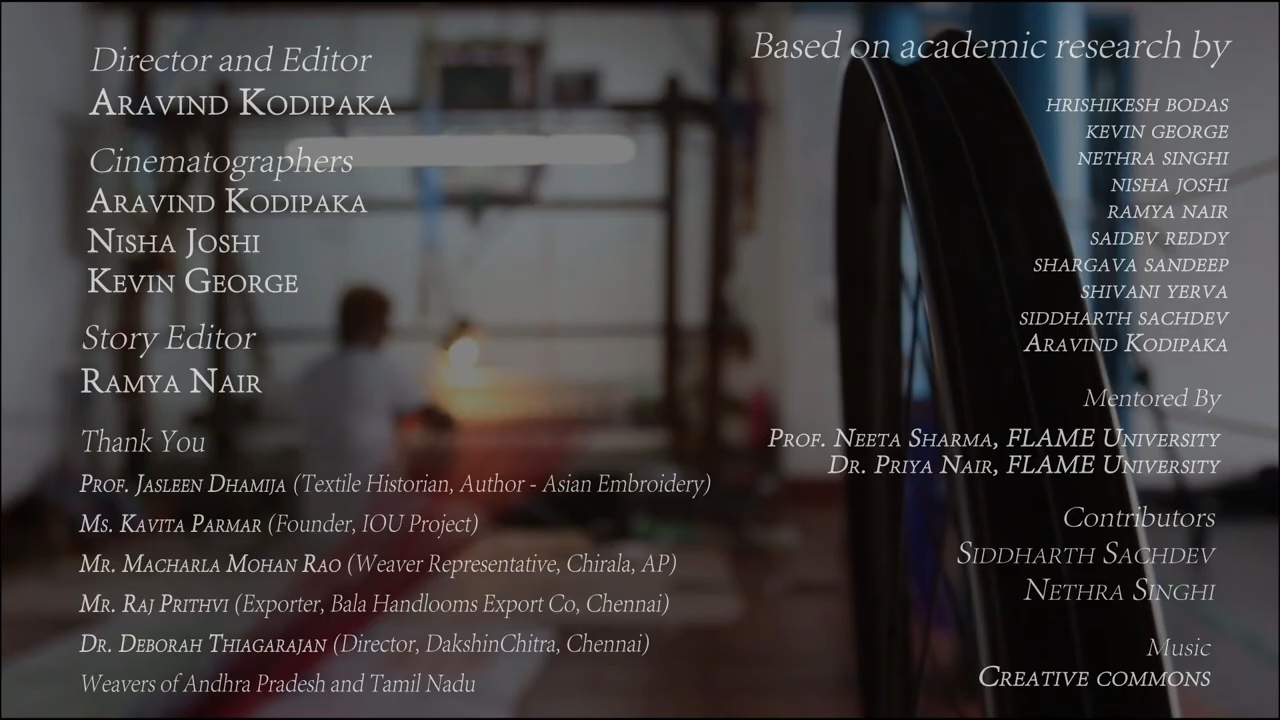 Director and Editor
Aravind Kodipaka
Cinematographers
Aravind Kodipaka
Nisha Joshi
Kevin George
Story Editor
Ramya Nair
Thank You
Prof. Jasleen Dhamija (Textile Historian, Author - Asian Embroidery)
Ms. Kavita Parmar (Founder, IOU Project)
Mr. Macharla Mohan Rao (Weaver Representative, Chirala, AP)
Mr. Raj Prithvi (Exporter, Bala Handlooms Export Co, Chennai)
Dr. Deborah Thiagarajan (Director, DakshinChitra, Chennai)
Weavers of Andhra Pradesh and Tamil Nadu
Based on academic research by
HRISHIKESH BODAS
KEVIN GEORGE
NETHRA SINGHI
NISHA JOSHI
RAMYA NAIR
SAIDEV REDDY
SHARGAVA SANDEEP
SHIVANI YERVA
SIDDHARTH SACHDEV
Aravind Kodipaka
Mentored By
Prof. Neeta Sharma, FLAME University
Dr. Priya Nair, FLAME University
Contributors
Siddharth Sachdev
Nethra Singhi
Music
Creative commons